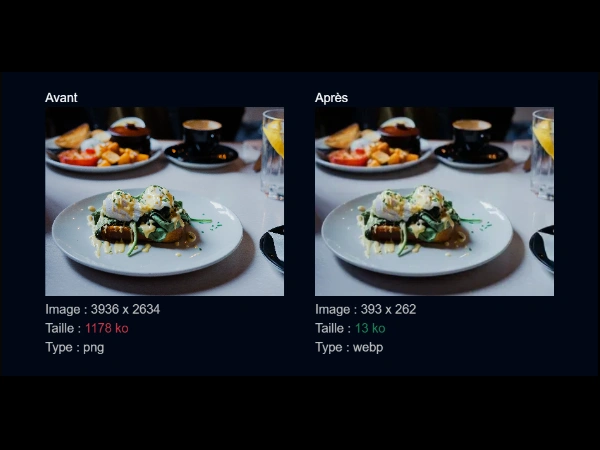 Avant
Image : 3936 x 2634
Taille : 1178 ko
Type : png
Après
Image : 393 x 262
Taille : 13 ko
Type : webp